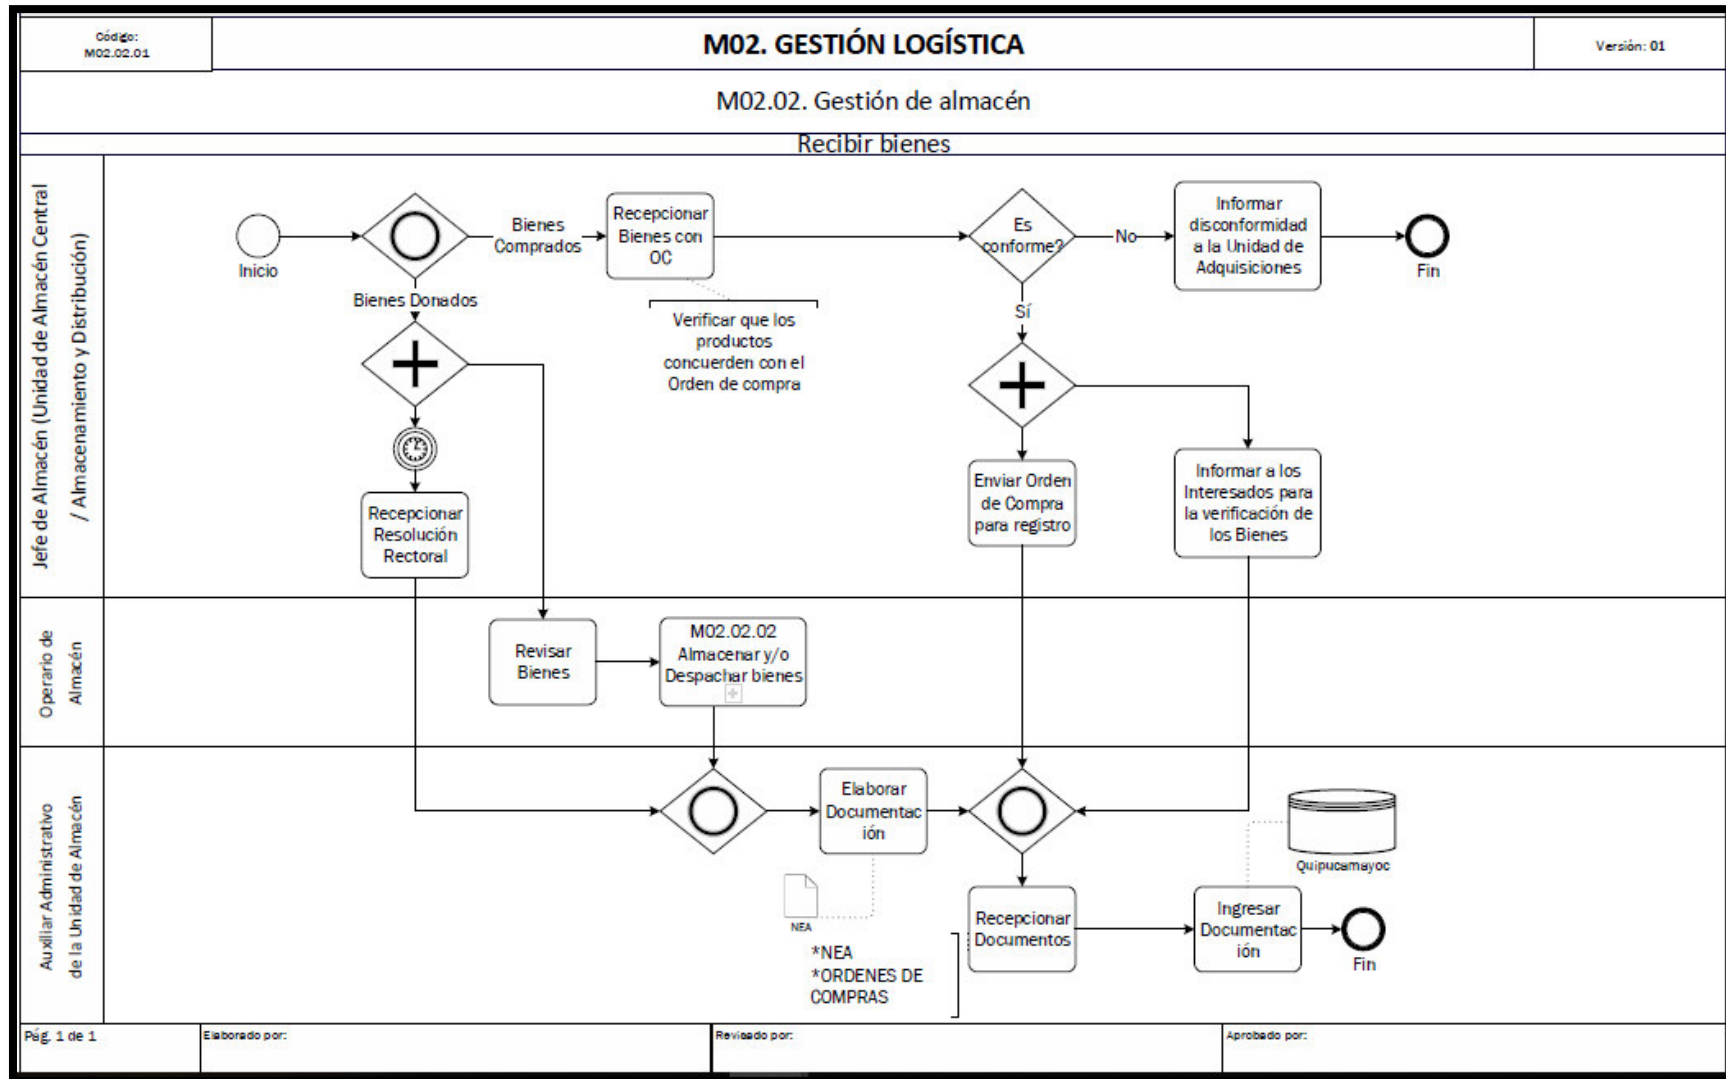 Código:
M02.02.01
M02. GESTIÓN LOGÍSTICA
Versión: 01
M02.02. Gestión de almacén
Recibir bienes
Jefe de Almacén (Unidad de Almacén Central
/ Almacenamiento y Distribución)
Inicio
Bienes
Comprados
Recepcionar
Bienes con
OC
Es
conforme?
No
Informar
disconformidad
a la Unidad de
Adquisiciones
Fin
Bienes Donados
Verificar que los
productos
concuerden con el
Orden de compra
Sí
Recepcionar
Resolución
Rectoral
Enviar Orden
de Compra
para registro
Informar a los
Interesados para
la verificación de
los Bienes
Operario de
Almacén
Revisar
Bienes
M02.02.02
Almacenar y/o
Despachar bienes
Auxiliar Administrativo
de la Unidad de Almacén
Elaborar
Documentac
ión
Quipucamayoc
NEA
*NEA
*ORDENES DE
COMPRAS
Recepcionar
Documentos
Ingresar
Documentac
ión
Fin
Pág. 1 de 1
Elaborado por:
Revisado por:
Aprobado por: